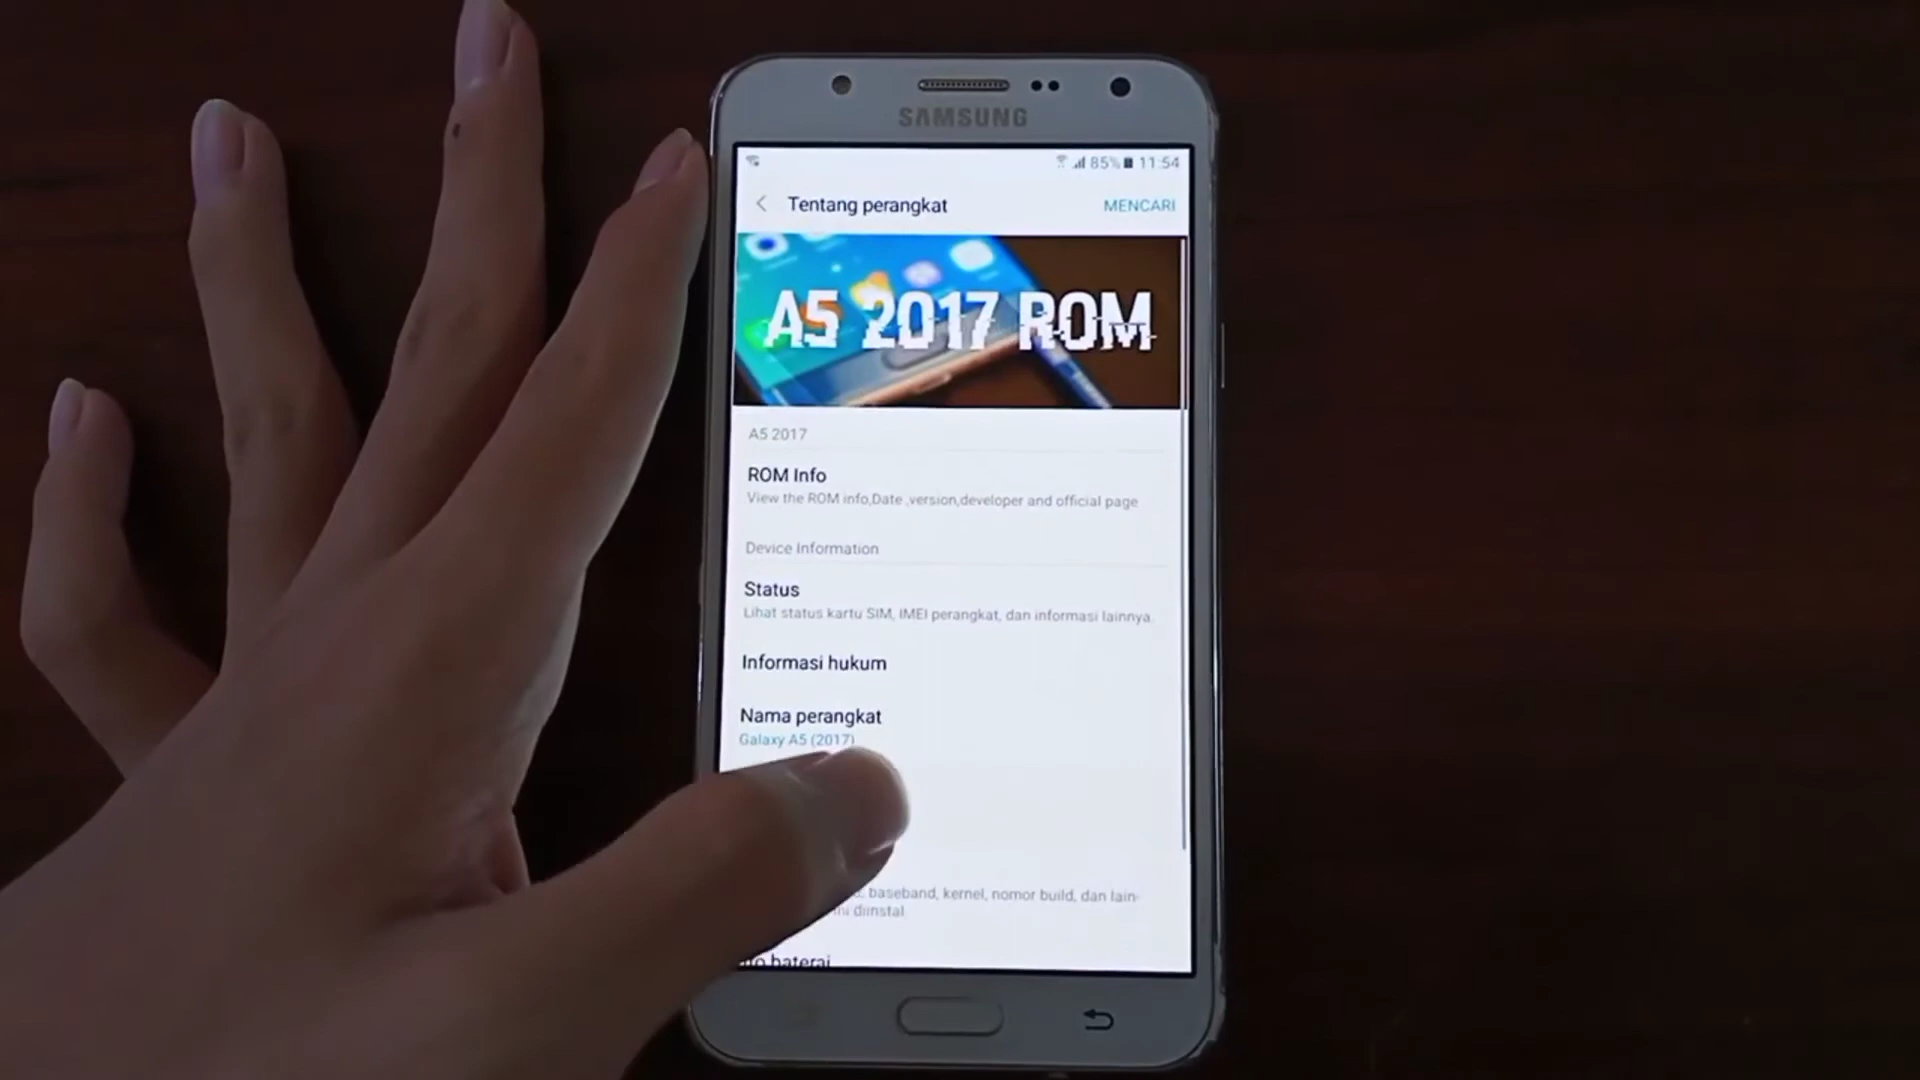 SAMSUNG
85% 11:54
Tentang perangkat
MENCARI
A5 2017 ROM
A5 2017
ROM Info
View the ROM info,Date ,version,developer and official page
Device Information
Status
Lihat status kartu SIM, IMEI perangkat, dan informasi lainnya.
Informasi hukum
Nama perangkat
Galaxy A5 (2017)
baseband, kernel, nomor build, dan lain-
ini diinstal.
baterai